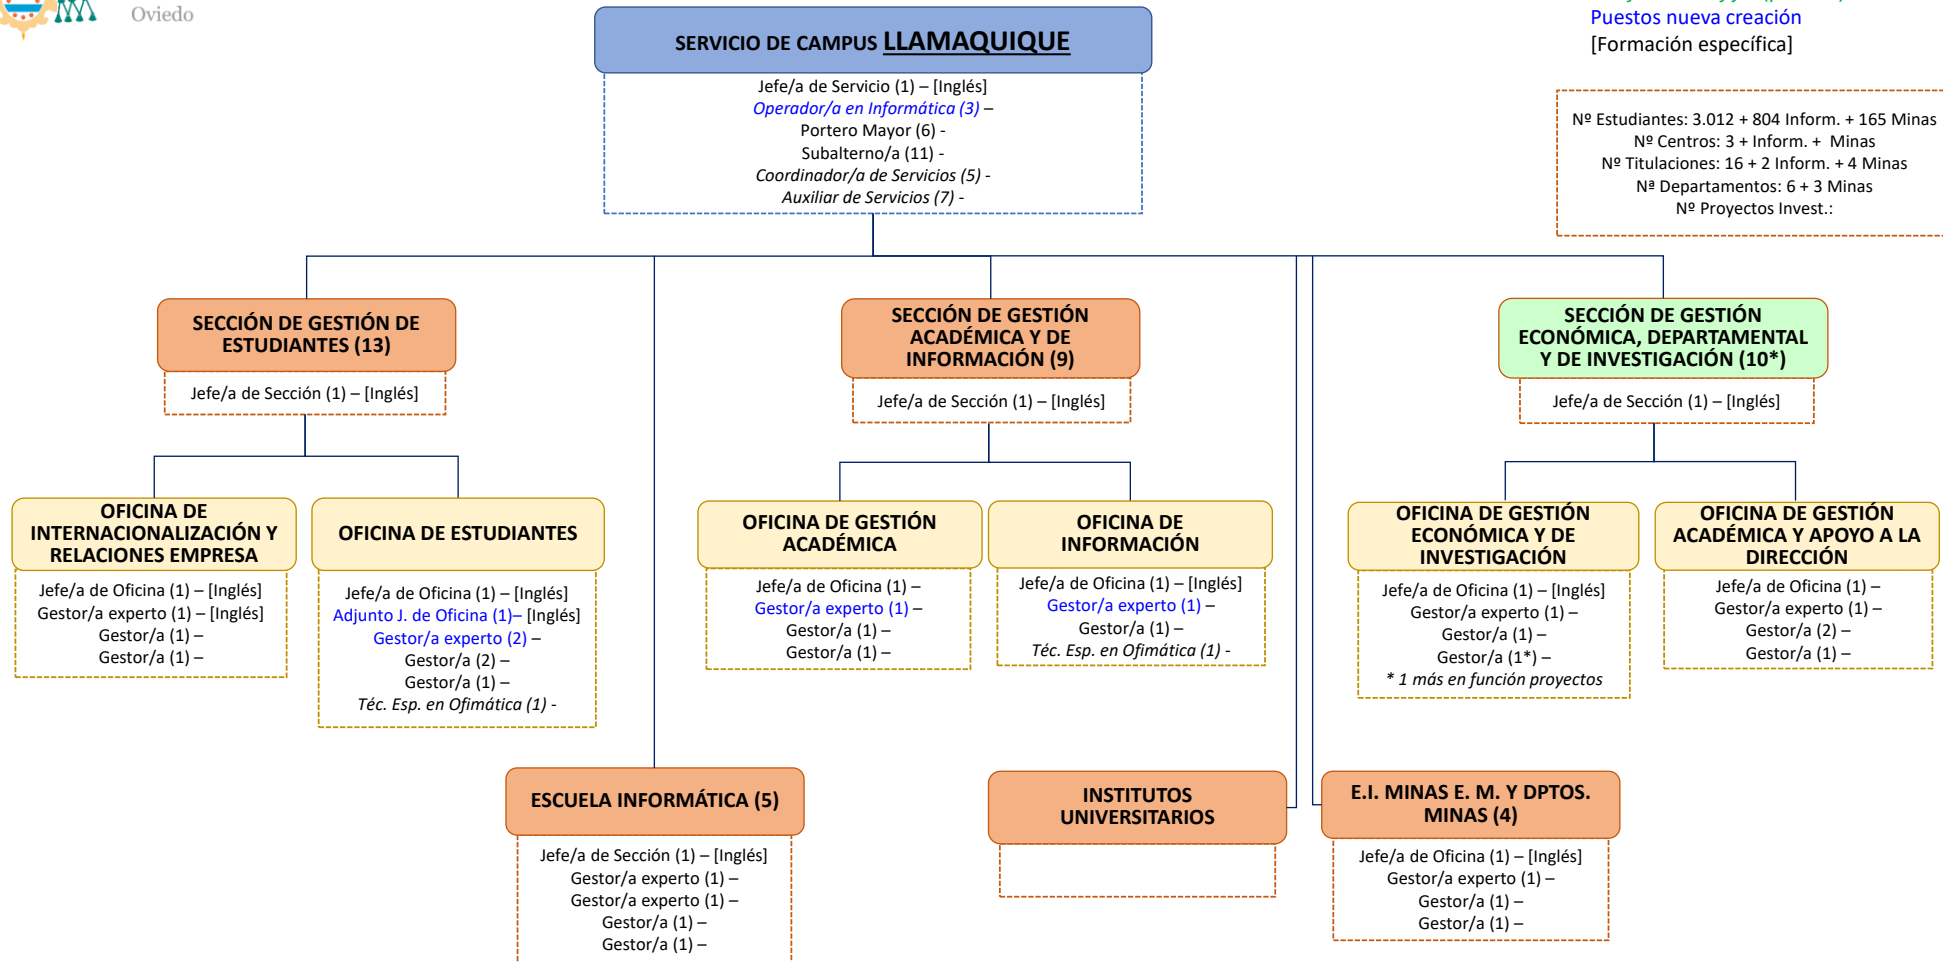 Oviedo
Puestos nueva creación
[Formación específica]
SERVICIO DE CAMPUS LLAMAQUIQUE
Jefe/a de Servicio (1) – [Inglés]
Operador/a en Informática (3) –
Portero Mayor (6) -
Subalterno/a (11) -
Coordinador/a de Servicios (5) -
Auxiliar de Servicios (7) -
Nº Estudiantes: 3.012 + 804 Inform. + 165 Minas
Nº Centros: 3 + Inform. + Minas
Nº Titulaciones: 16 + 2 Inform. + 4 Minas
Nª Departamentos: 6 + 3 Minas
Nº Proyectos Invest.:
SECCIÓN DE GESTIÓN DE
ESTUDIANTES (13)
Jefe/a de Sección (1) – [Inglés]
SECCIÓN DE GESTIÓN
ACADÉMICA Y DE
INFORMACIÓN (9)
Jefe/a de Sección (1) – [Inglés]
SECCIÓN DE GESTIÓN
ECONÓMICA, DEPARTAMENTAL
Y DE INVESTIGACIÓN (10*)
Jefe/a de Sección (1) – [Inglés]
OFICINA DE
INTERNACIONALIZACIÓN Y
RELACIONES EMPRESA
Jefe/a de Oficina (1) – [Inglés]
Gestor/a experto (1) – [Inglés]
Gestor/a (1) –
Gestor/a (1) –
OFICINA DE ESTUDIANTES
Jefe/a de Oficina (1) – [Inglés]
Adjunto J. de Oficina (1)– [Inglés]
Gestor/a experto (2) –
Gestor/a (2) –
Gestor/a (1) –
Téc. Esp. en Ofimática (1) -
OFICINA DE GESTIÓN
ACADÉMICA
Jefe/a de Oficina (1) –
Gestor/a experto (1) –
Gestor/a (1) –
Gestor/a (1) –
OFICINA DE
INFORMACIÓN
Jefe/a de Oficina (1) – [Inglés]
Gestor/a experto (1) –
Gestor/a (1) –
Téc. Esp. en Ofimática (1) -
OFICINA DE GESTIÓN
ECONÓMICA Y DE
INVESTIGACIÓN
Jefe/a de Oficina (1) – [Inglés]
Gestor/a experto (1) –
Gestor/a (1) –
Gestor/a (1*) –
* 1 más en función proyectos
OFICINA DE GESTIÓN
ACADÉMICA Y APOYO A LA
DIRECCIÓN
Jefe/a de Oficina (1) –
Gestor/a experto (1) –
Gestor/a (2) –
Gestor/a (1) –
ESCUELA INFORMÁTICA (5)
Jefe/a de Sección (1) – [Inglés]
Gestor/a experto (1) –
Gestor/a experto (1) –
Gestor/a (1) –
Gestor/a (1) –
INSTITUTOS
UNIVERSITARIOS
E.I. MINAS E. M. Y DPTOS.
MINAS (4)
Jefe/a de Oficina (1) – [Inglés]
Gestor/a experto (1) –
Gestor/a (1) –
Gestor/a (1) –